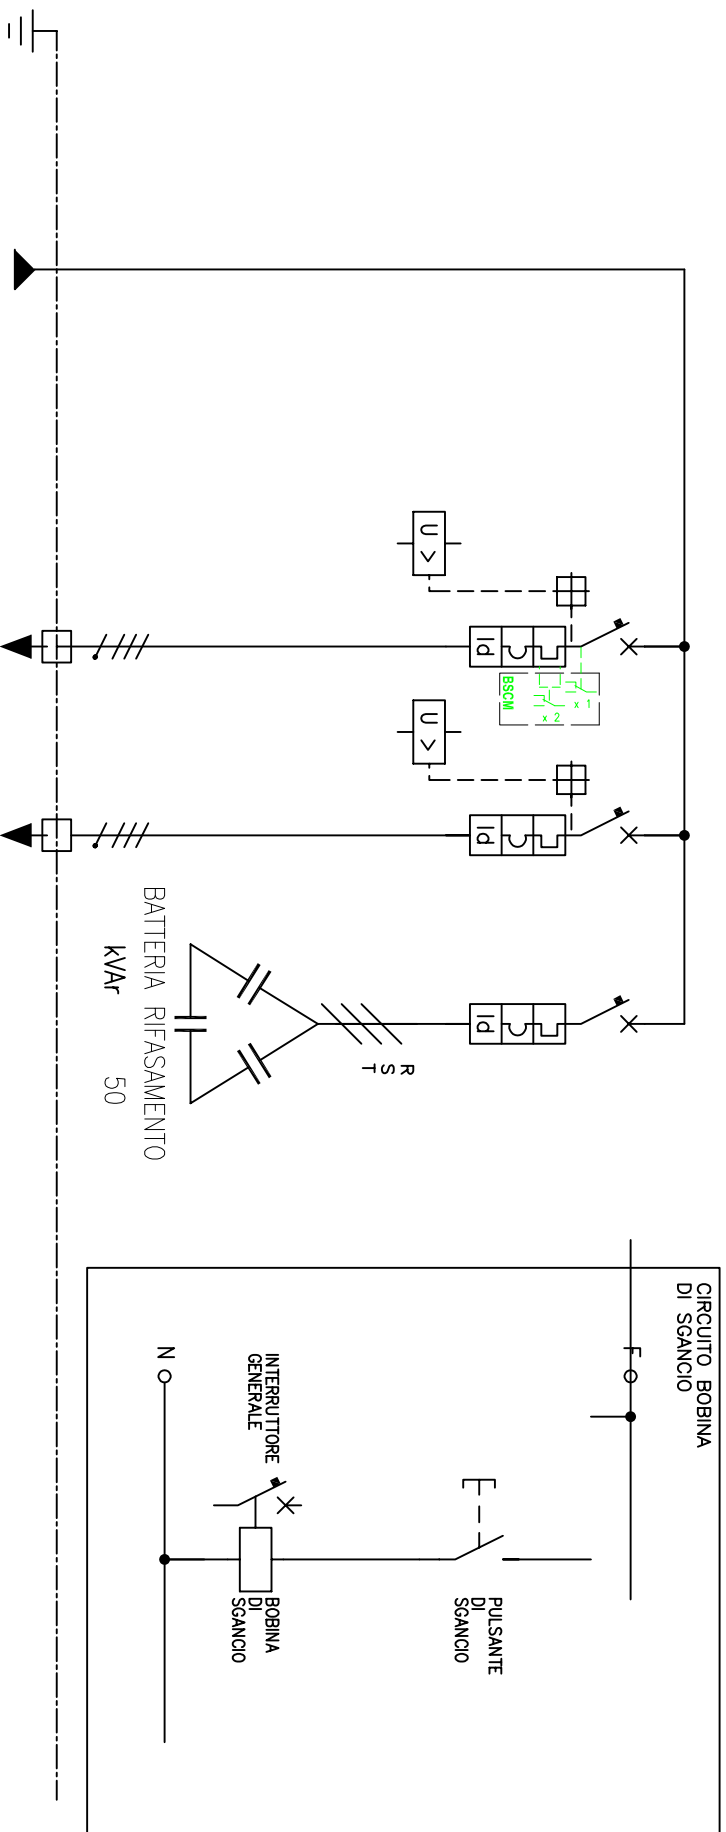 U >
Id
BSCM
x 1
x 2
U >
Id
Id
R
S
T
BATTERIA RIFASAMENTO
kVAr 50
CIRCUITO BOBINA
DI SGANCIO
F
PULSANTE
DI
SGANCIO
INTERRUTTORE
GENERALE
BOBINA
DI
SGANCIO
N